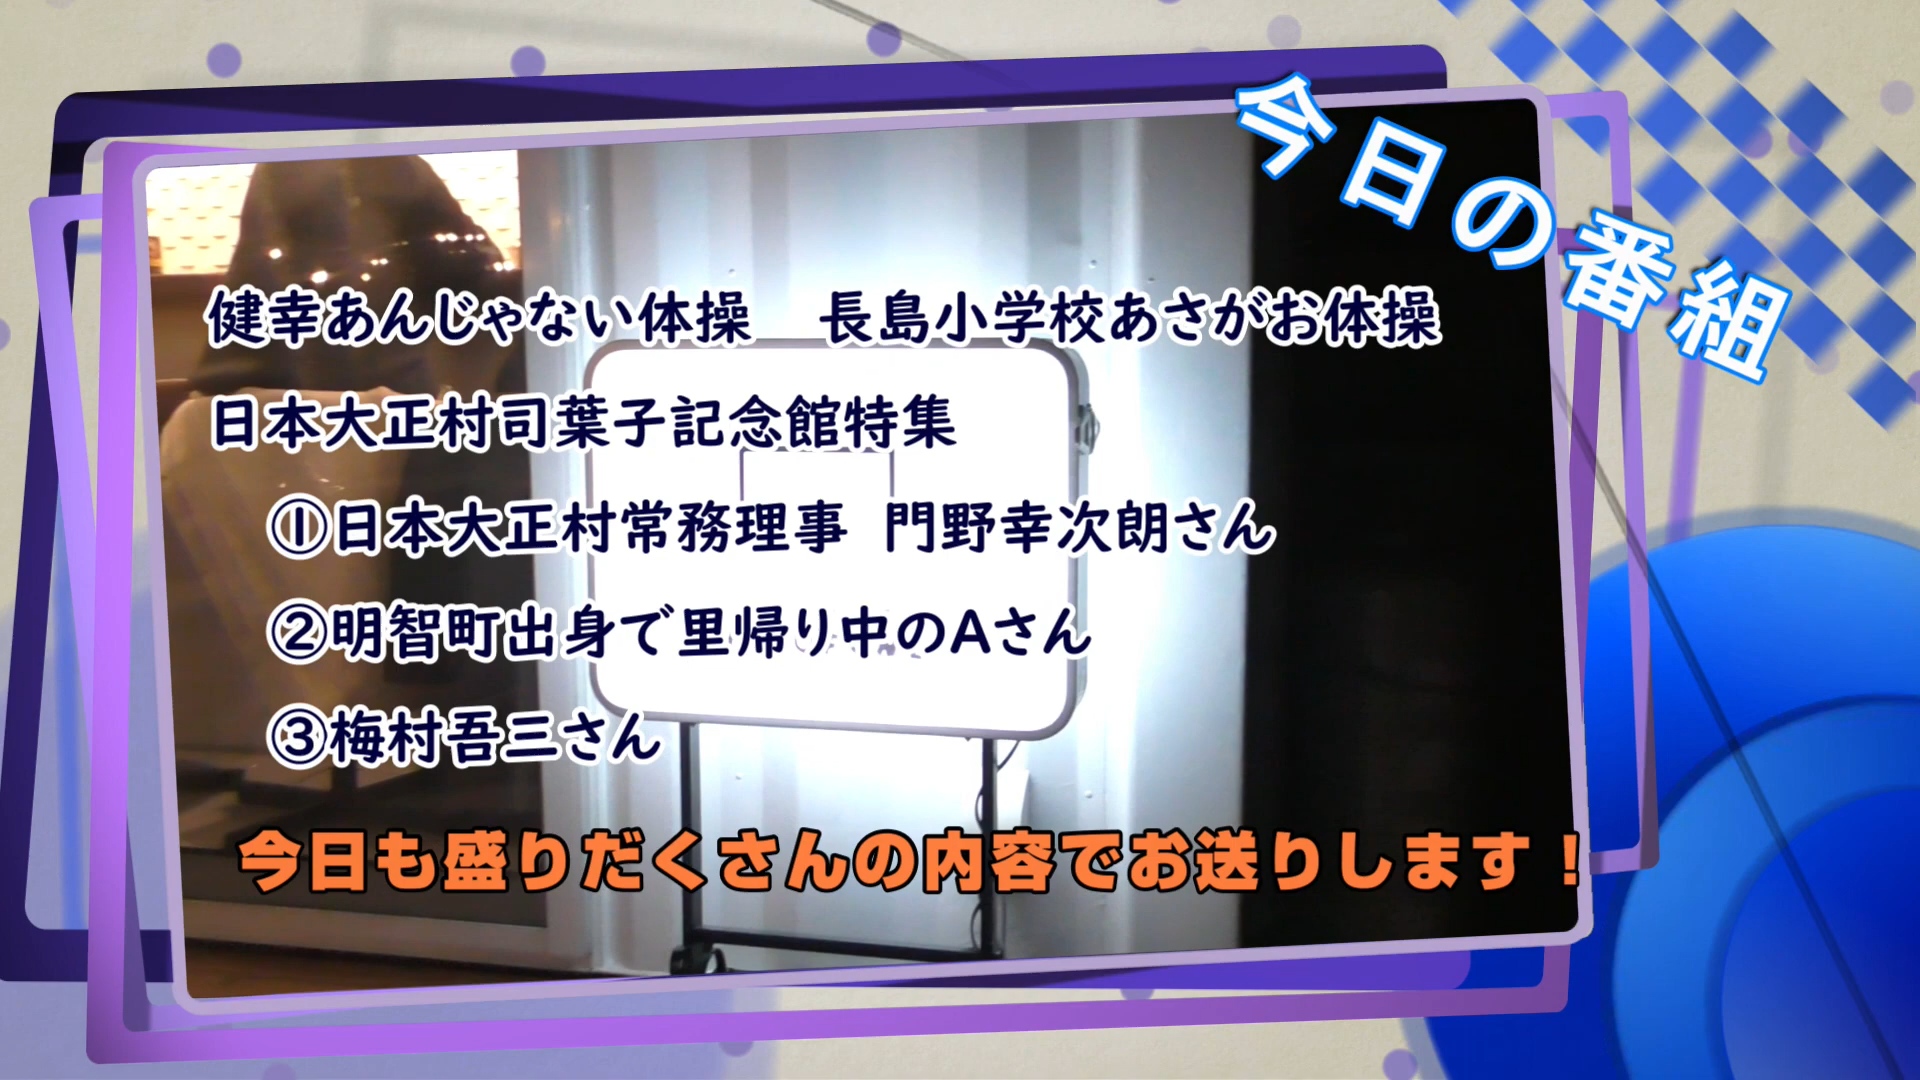 今日の番組
健幸あんじゃない体操　長島小学校あさがお体操
日本大正村司葉子記念館特集
①日本大正村常務理事　門野幸次朗さん
②明智町出身で里帰り中のAさん
③梅村吾三さん
今日も盛りだくさんの内容でお送りします！